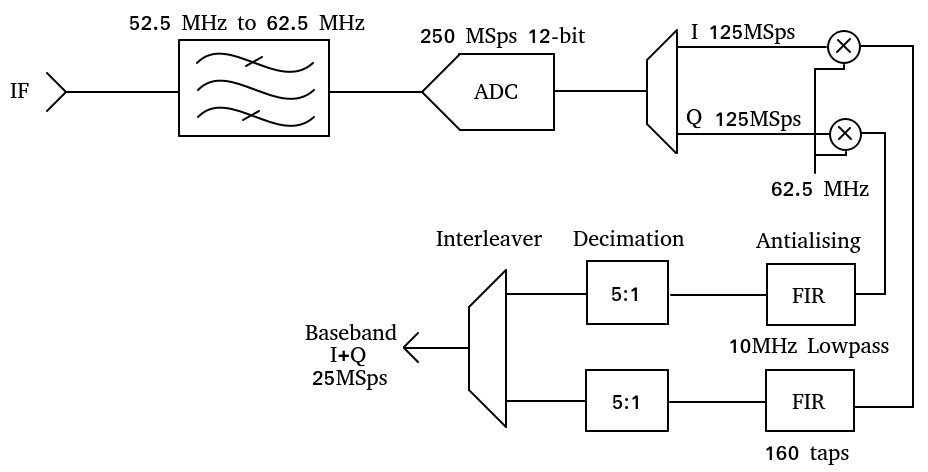 52.5 MHz to 62.5 MHz
250 MSps 12-bit
I 125MSps
IF
ADC
Q 125MSps
62.5 MHz
Interleaver
Decimation
Antialising
5:1
FIR
Baseband
I+Q
25MSps
10MHz Lowpass
5:1
FIR
160 taps